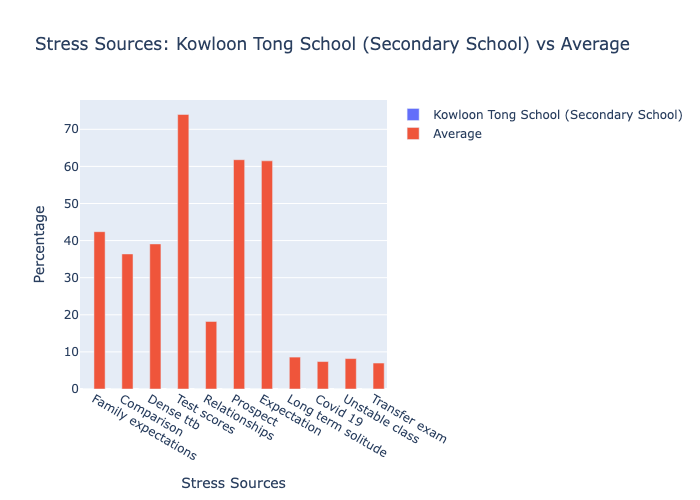 Stress Sources: Kowloon Tong School (Secondary School) vs Average
Kowloon Tong School (Secondary School)
Average
Percentage
70
60
50
40
30
20
10
0
Family expectations
Comparison
Dense ttb
Test scores
Relationships
Prospect
Expectation
Long term solitude
Covid 19
Unstable class
Transfer exam
Stress Sources